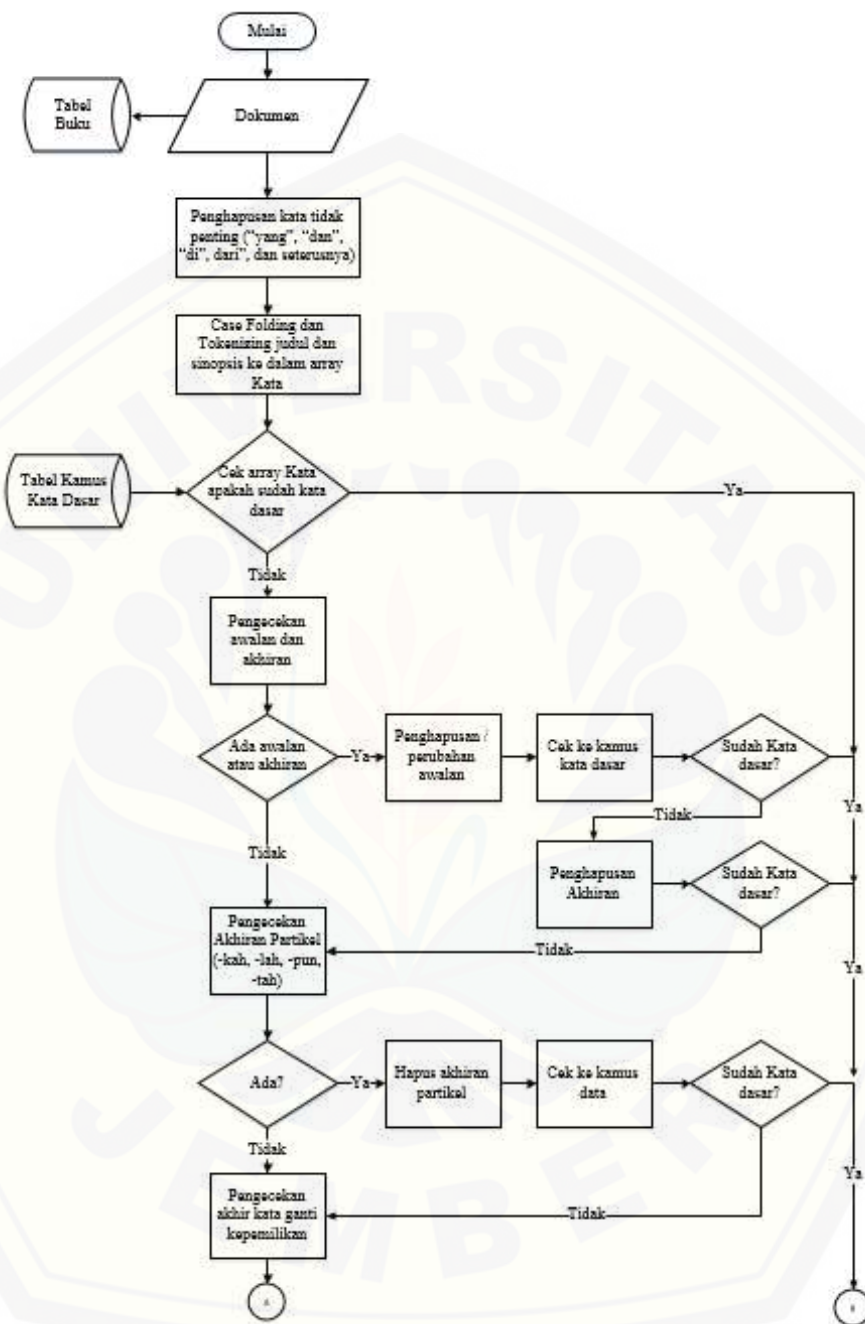 Mulai
Tabel
Buku
Dokumen
Penghapusan kata tidak
penting (“yang”, “dan”,
“di”, dari”, dan seterusnya)
Case Folding dan
Tokenizing judul dan
sinopsis ke dalam array
Kata
Tabel Kamus
Kata Dasar
Cek array Kata
apakah sudah kata
dasar
Ya
Tidak
Pengecekan
awalan dan
akhiran
Ada awalan
atau akhiran
Ya
Penghapusan /
perubahan
awalan
Cek ke kamus
kata dasar
Sudah Kata
dasar?
Ya
Tidak
Tidak
Penghapusan
Akhiran
Sudah Kata
dasar?
Pengecekan
Akhiran Partikel
(-kah, -lah, -pun,
-tah)
Tidak
Ya
Ada?
Ya
Hapus akhiran
partikel
Cek ke kamus
data
Sudah Kata
dasar?
Tidak
Ya
Pengecekan
akhir kata ganti
kepemilikan
Tidak
A
UNIVERSITAS
JEMBER